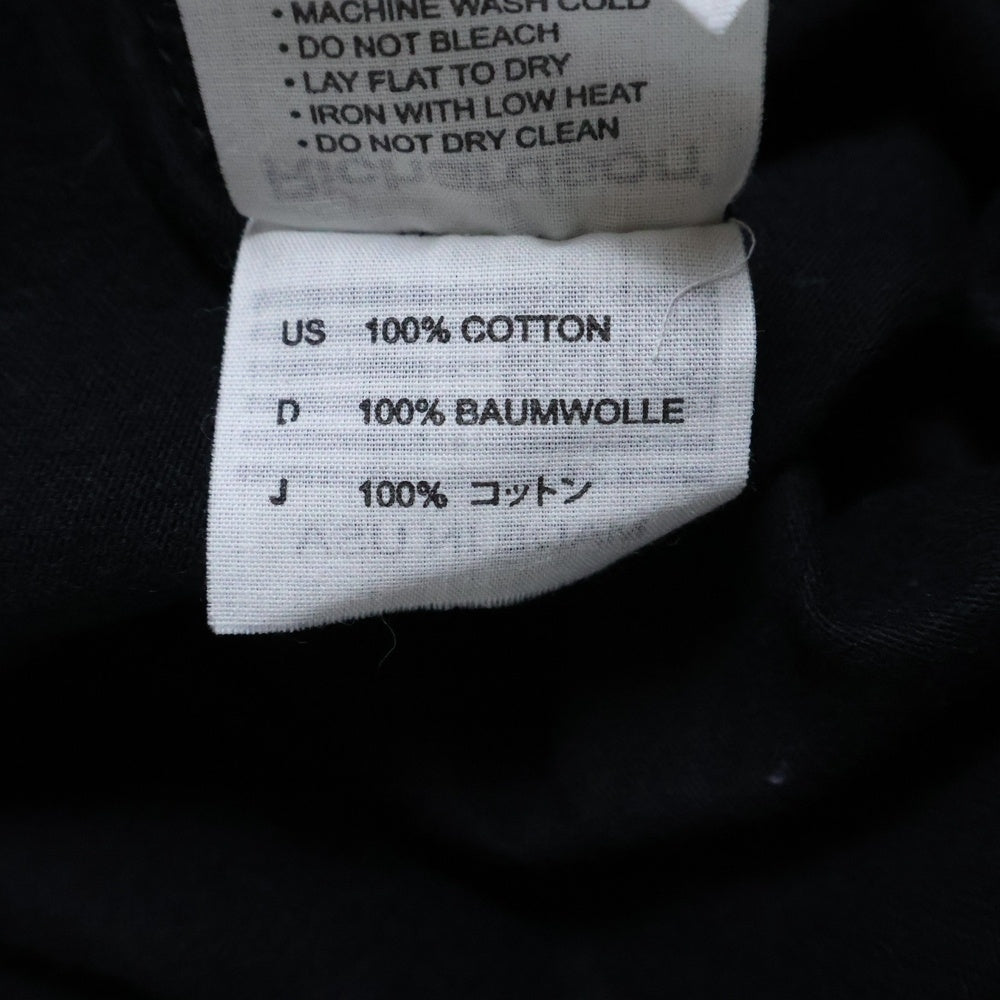 • MACHINE WASH COLD
• DO NOT BLEACH
• LAY FLAT TO DRY
• IRON WITH LOW HEAT
• DO NOT DRY CLEAN
US 100% COTTON
D 100% BAUMWOLLE
J 100% コットン